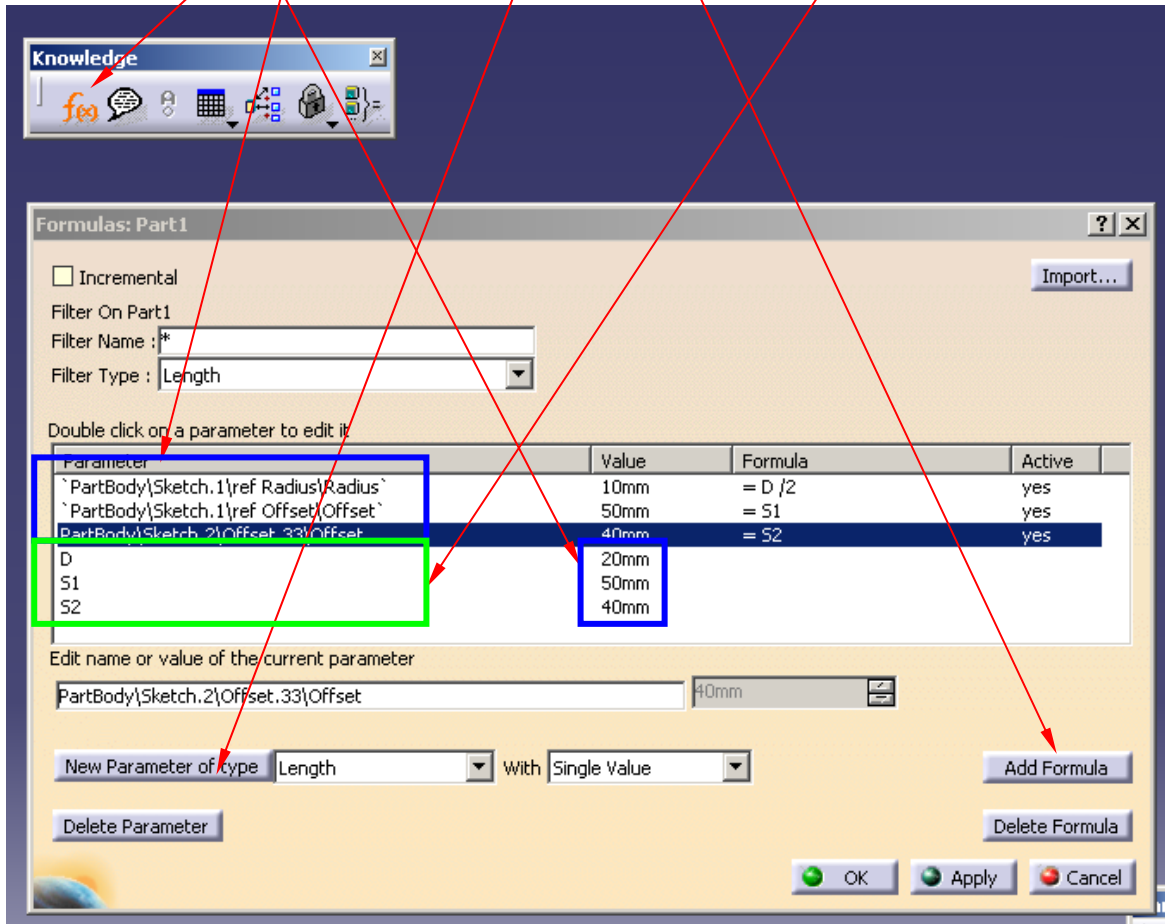 Knowledge
f(x)
Formulas: Part1
Incremental
Import...
Filter On Part1
Filter Name : *
Filter Type : Length
Double click on a parameter to edit it
Parameter Value Formula Active
`PartBody\Sketch.1\ref Radius\Radius` 10mm = D /2 yes
`PartBody\Sketch.1\ref Offset\Offset` 50mm = S1 yes
PartBody\Sketch.2\Offset.33\Offset 40mm = S2 yes
D 20mm
S1 50mm
S2 40mm
Edit name or value of the current parameter
PartBody\Sketch.2\Offset.33\Offset 40mm
New Parameter of type Length With Single Value Add Formula
Delete Parameter Delete Formula
OK Apply Cancel